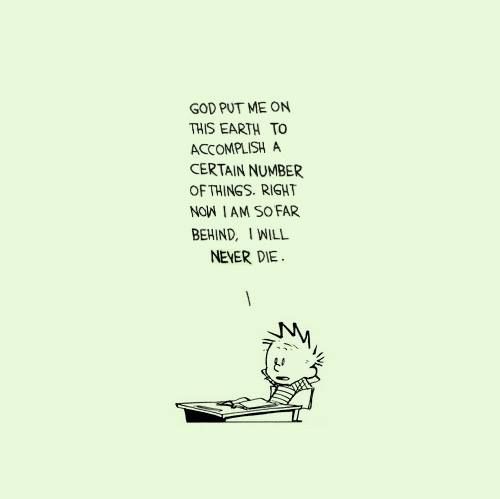 GOD PUT ME ON
THIS EARTH TO
ACCOMPLISH A
CERTAIN NUMBER
OF THINGS. RIGHT
NOW I AM SO FAR
BEHIND, I WILL
NEVER DIE.